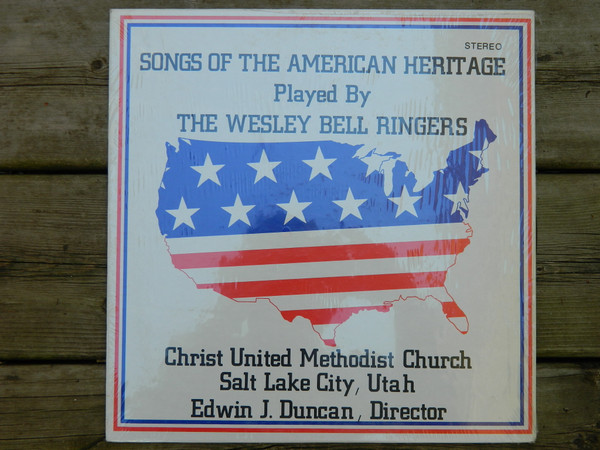 STEREO
SONGS OF THE AMERICAN HERITAGE
Played By
THE WESLEY BELL RINGERS
Christ United Methodist Church
Salt Lake City, Utah
Edwin J. Duncan, Director